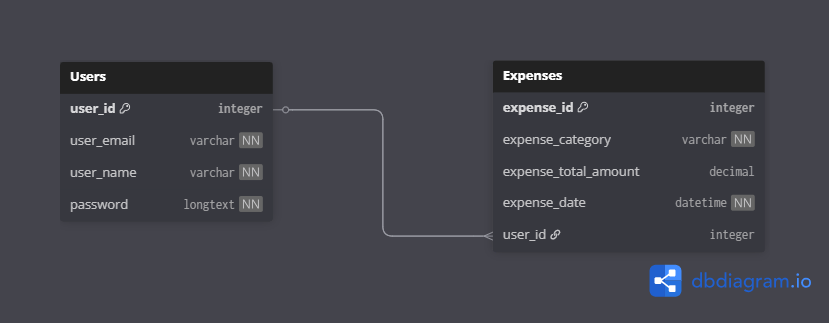 Users
user_id integer
user_email varchar NN
user_name varchar NN
password longtext NN
Expenses
expense_id integer
expense_category varchar NN
expense_total_amount decimal
expense_date datetime NN
user_id integer
dbdiagram.io